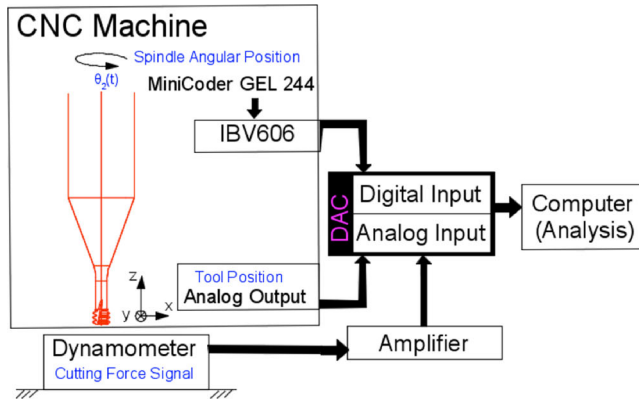 CNC Machine
Spindle Angular Position
θ2(t)
MiniCoder GEL 244
IBV606
DAC
Digital Input
Analog Input
Computer
(Analysis)
Tool Position
Analog Output
z
y
x
Dynamometer
Cutting Force Signal
Amplifier